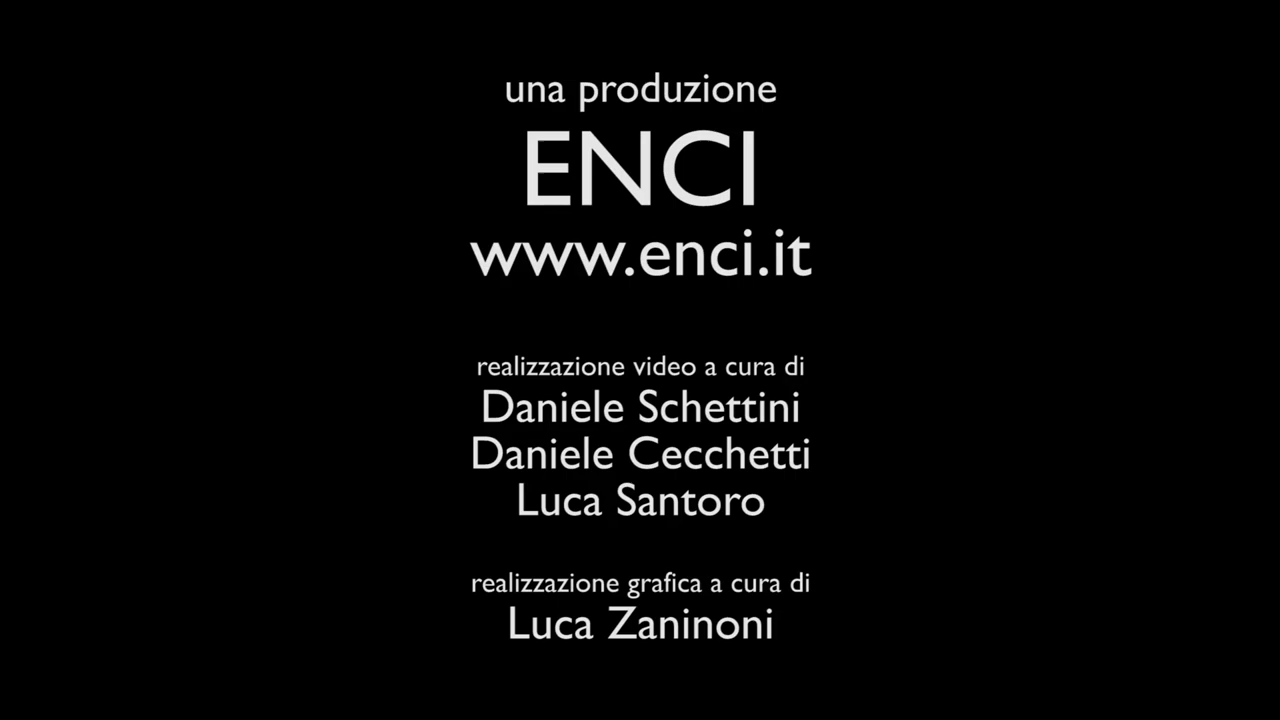 una produzione
ENCI
www.enci.it
realizzazione video a cura di
Daniele Schettini
Daniele Cecchetti
Luca Santoro
realizzazione grafica a cura di
Luca Zaninoni